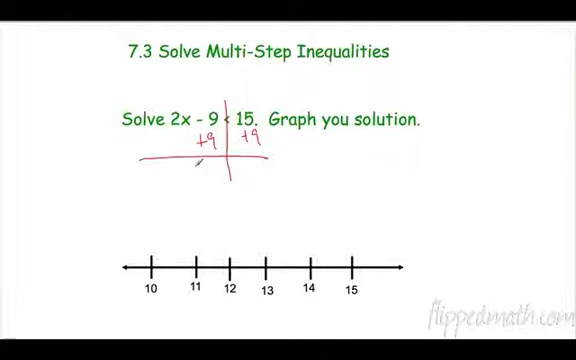 7.3 Solve Multi-Step Inequalities
Solve 2x - 9 < 15. Graph you solution.
+9 +9
10 11 12 13 14 15
flippedmath.com